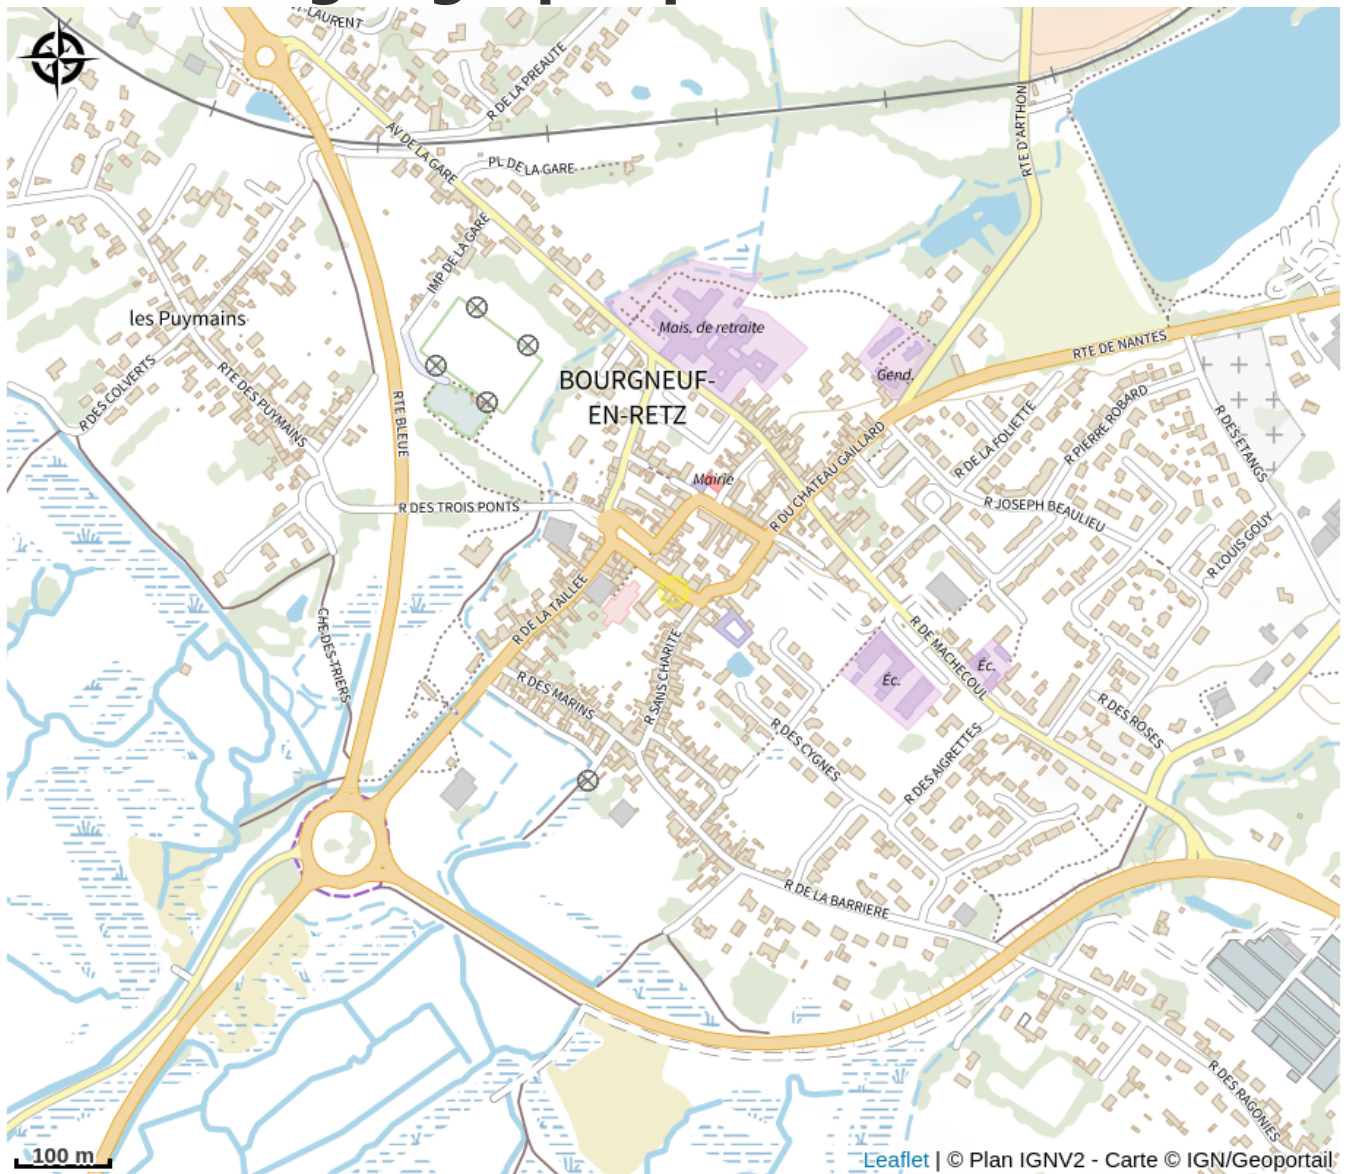 T-LAURENT
R DE LA PREAUTE
AV DE LA GARE
PL DE LA GARE
RTE D'ARTHON
IMP DE LA GARE
les Puymains
Mais. de retraite
RTE DE NANTES
Gend.
R DES COLVERTS
RTE DES PUYMAINS
BOURGNEUF-
EN-RETZ
RTE BLEUE
R DE LA FOLIETTE
R PIERRE ROBARD
R DES ETANGS
R DU CHATEAU GAILLARD
Mairie
R DES TROIS PONTS
R JOSEPH BEAULIEU
R LOUIS GOUY
R DE LA TAILLEE
CHE DES TRIERS
R DE MACHECOUL
R SANS CHARITE
R DES MARINS
Éc.
Éc.
R DES CYGNES
R DES AIGRETTES
R DES ROSES
R DE LA BARRIERE
R DES RAGONIES
100 m
Leaflet | © Plan IGNV2 - Carte © IGN/Geoportail